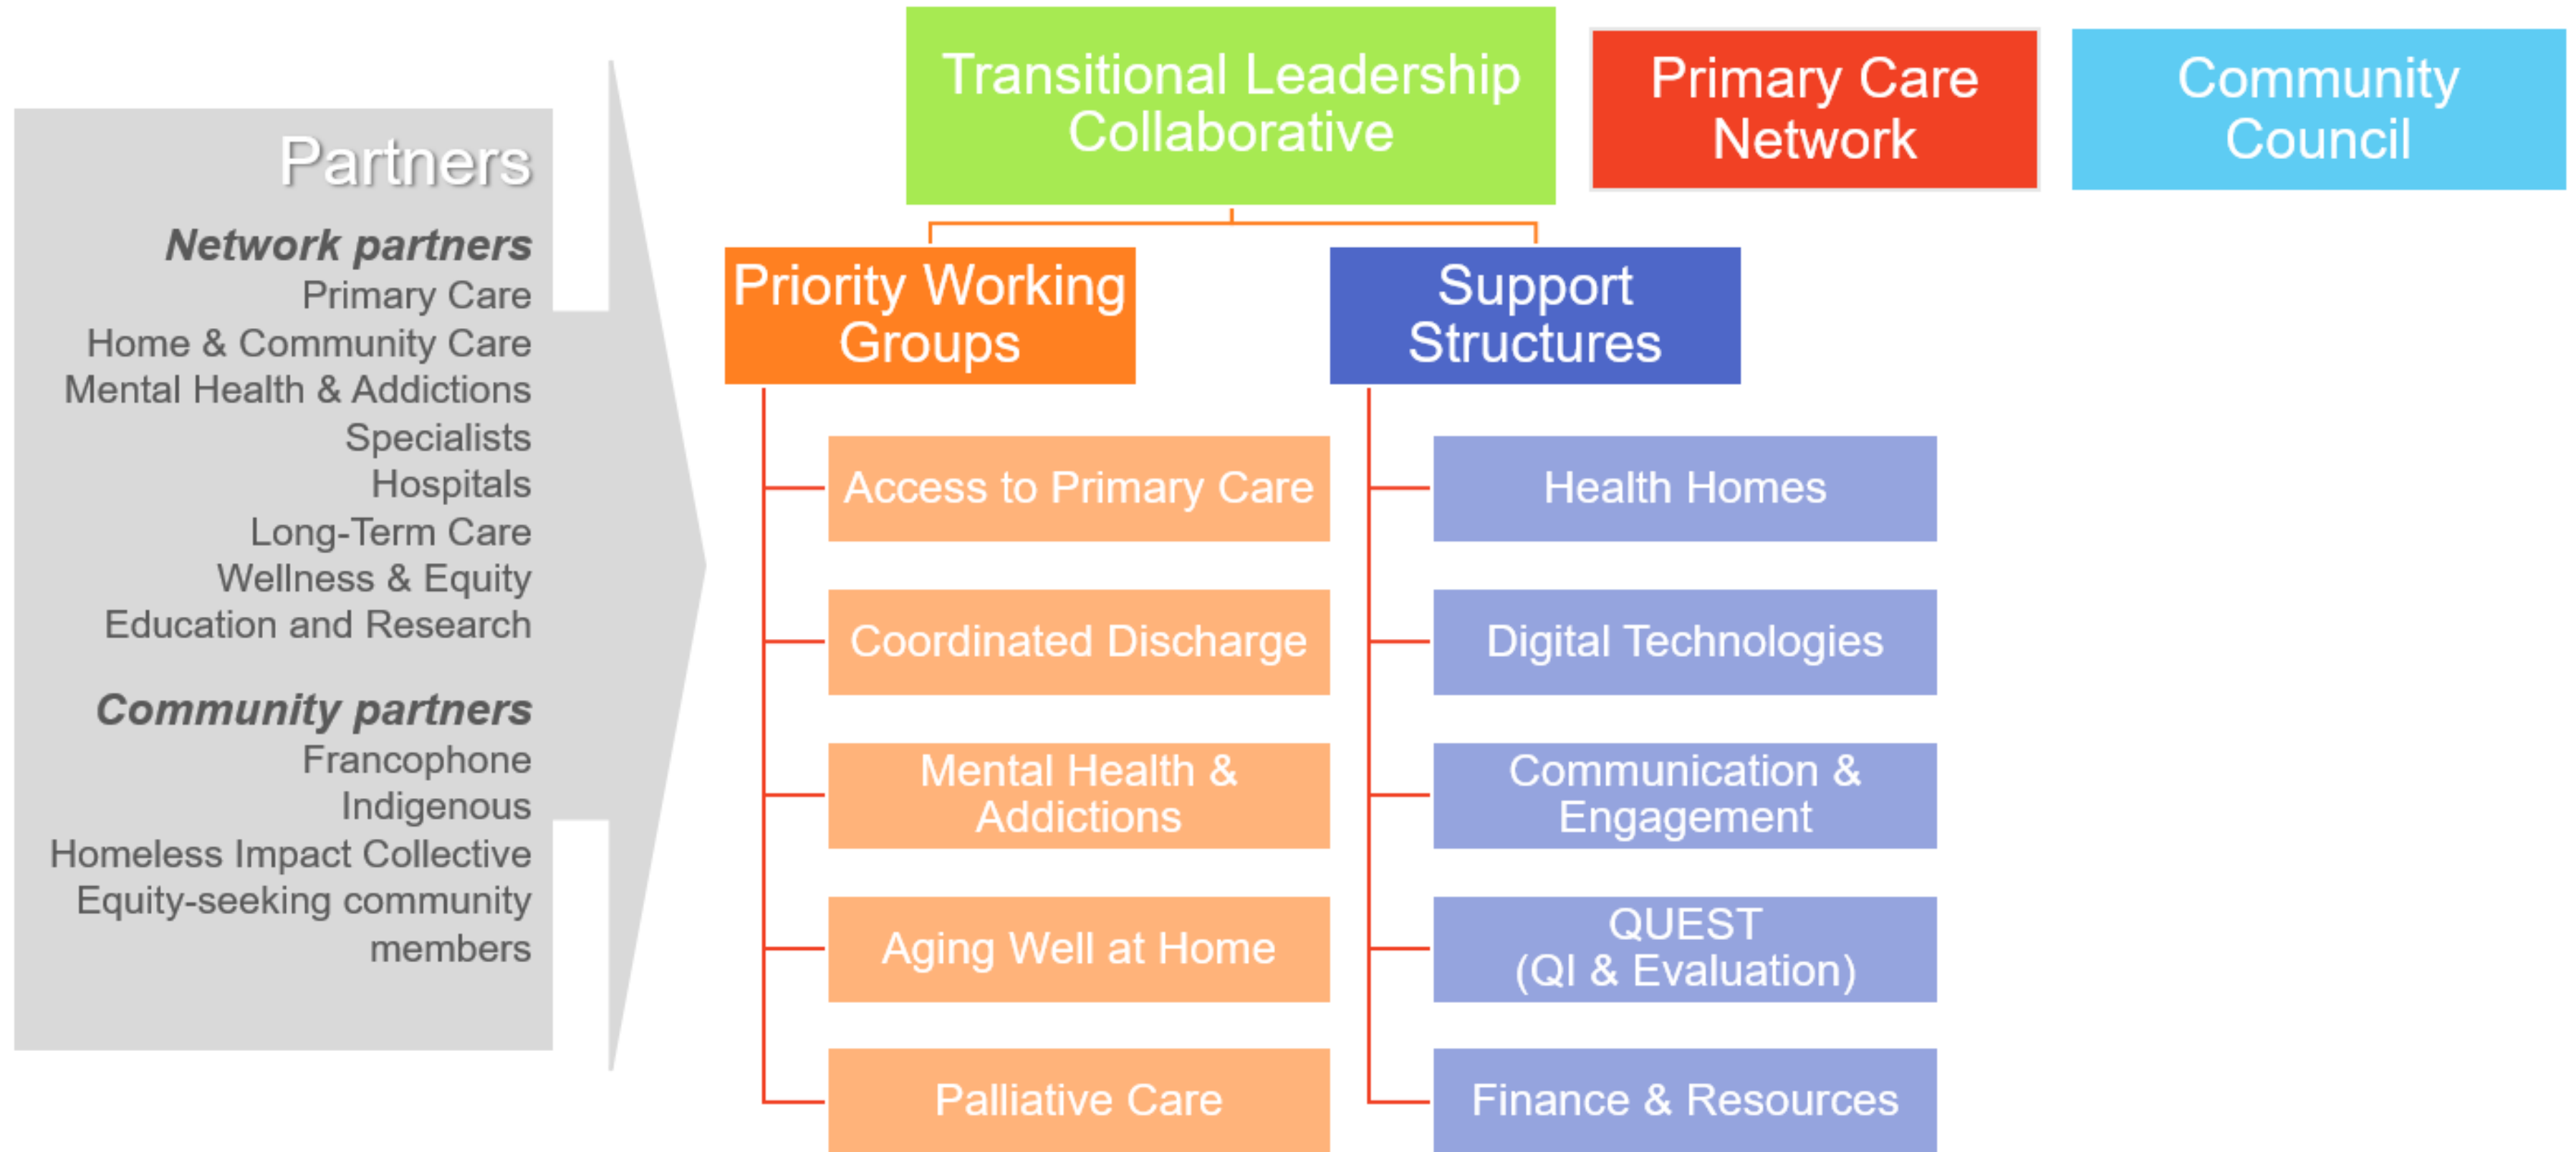 Partners
Network partners
Primary Care
Home & Community Care
Mental Health & Addictions
Specialists
Hospitals
Long-Term Care
Wellness & Equity
Education and Research
Community partners
Francophone
Indigenous
Homeless Impact Collective
Equity-seeking community
members
Transitional Leadership
Collaborative
Primary Care
Network
Community
Council
Priority Working
Groups
Access to Primary Care
Coordinated Discharge
Mental Health &
Addictions
Aging Well at Home
Palliative Care
Support
Structures
Health Homes
Digital Technologies
Communication &
Engagement
QUEST
(QI & Evaluation)
Finance & Resources